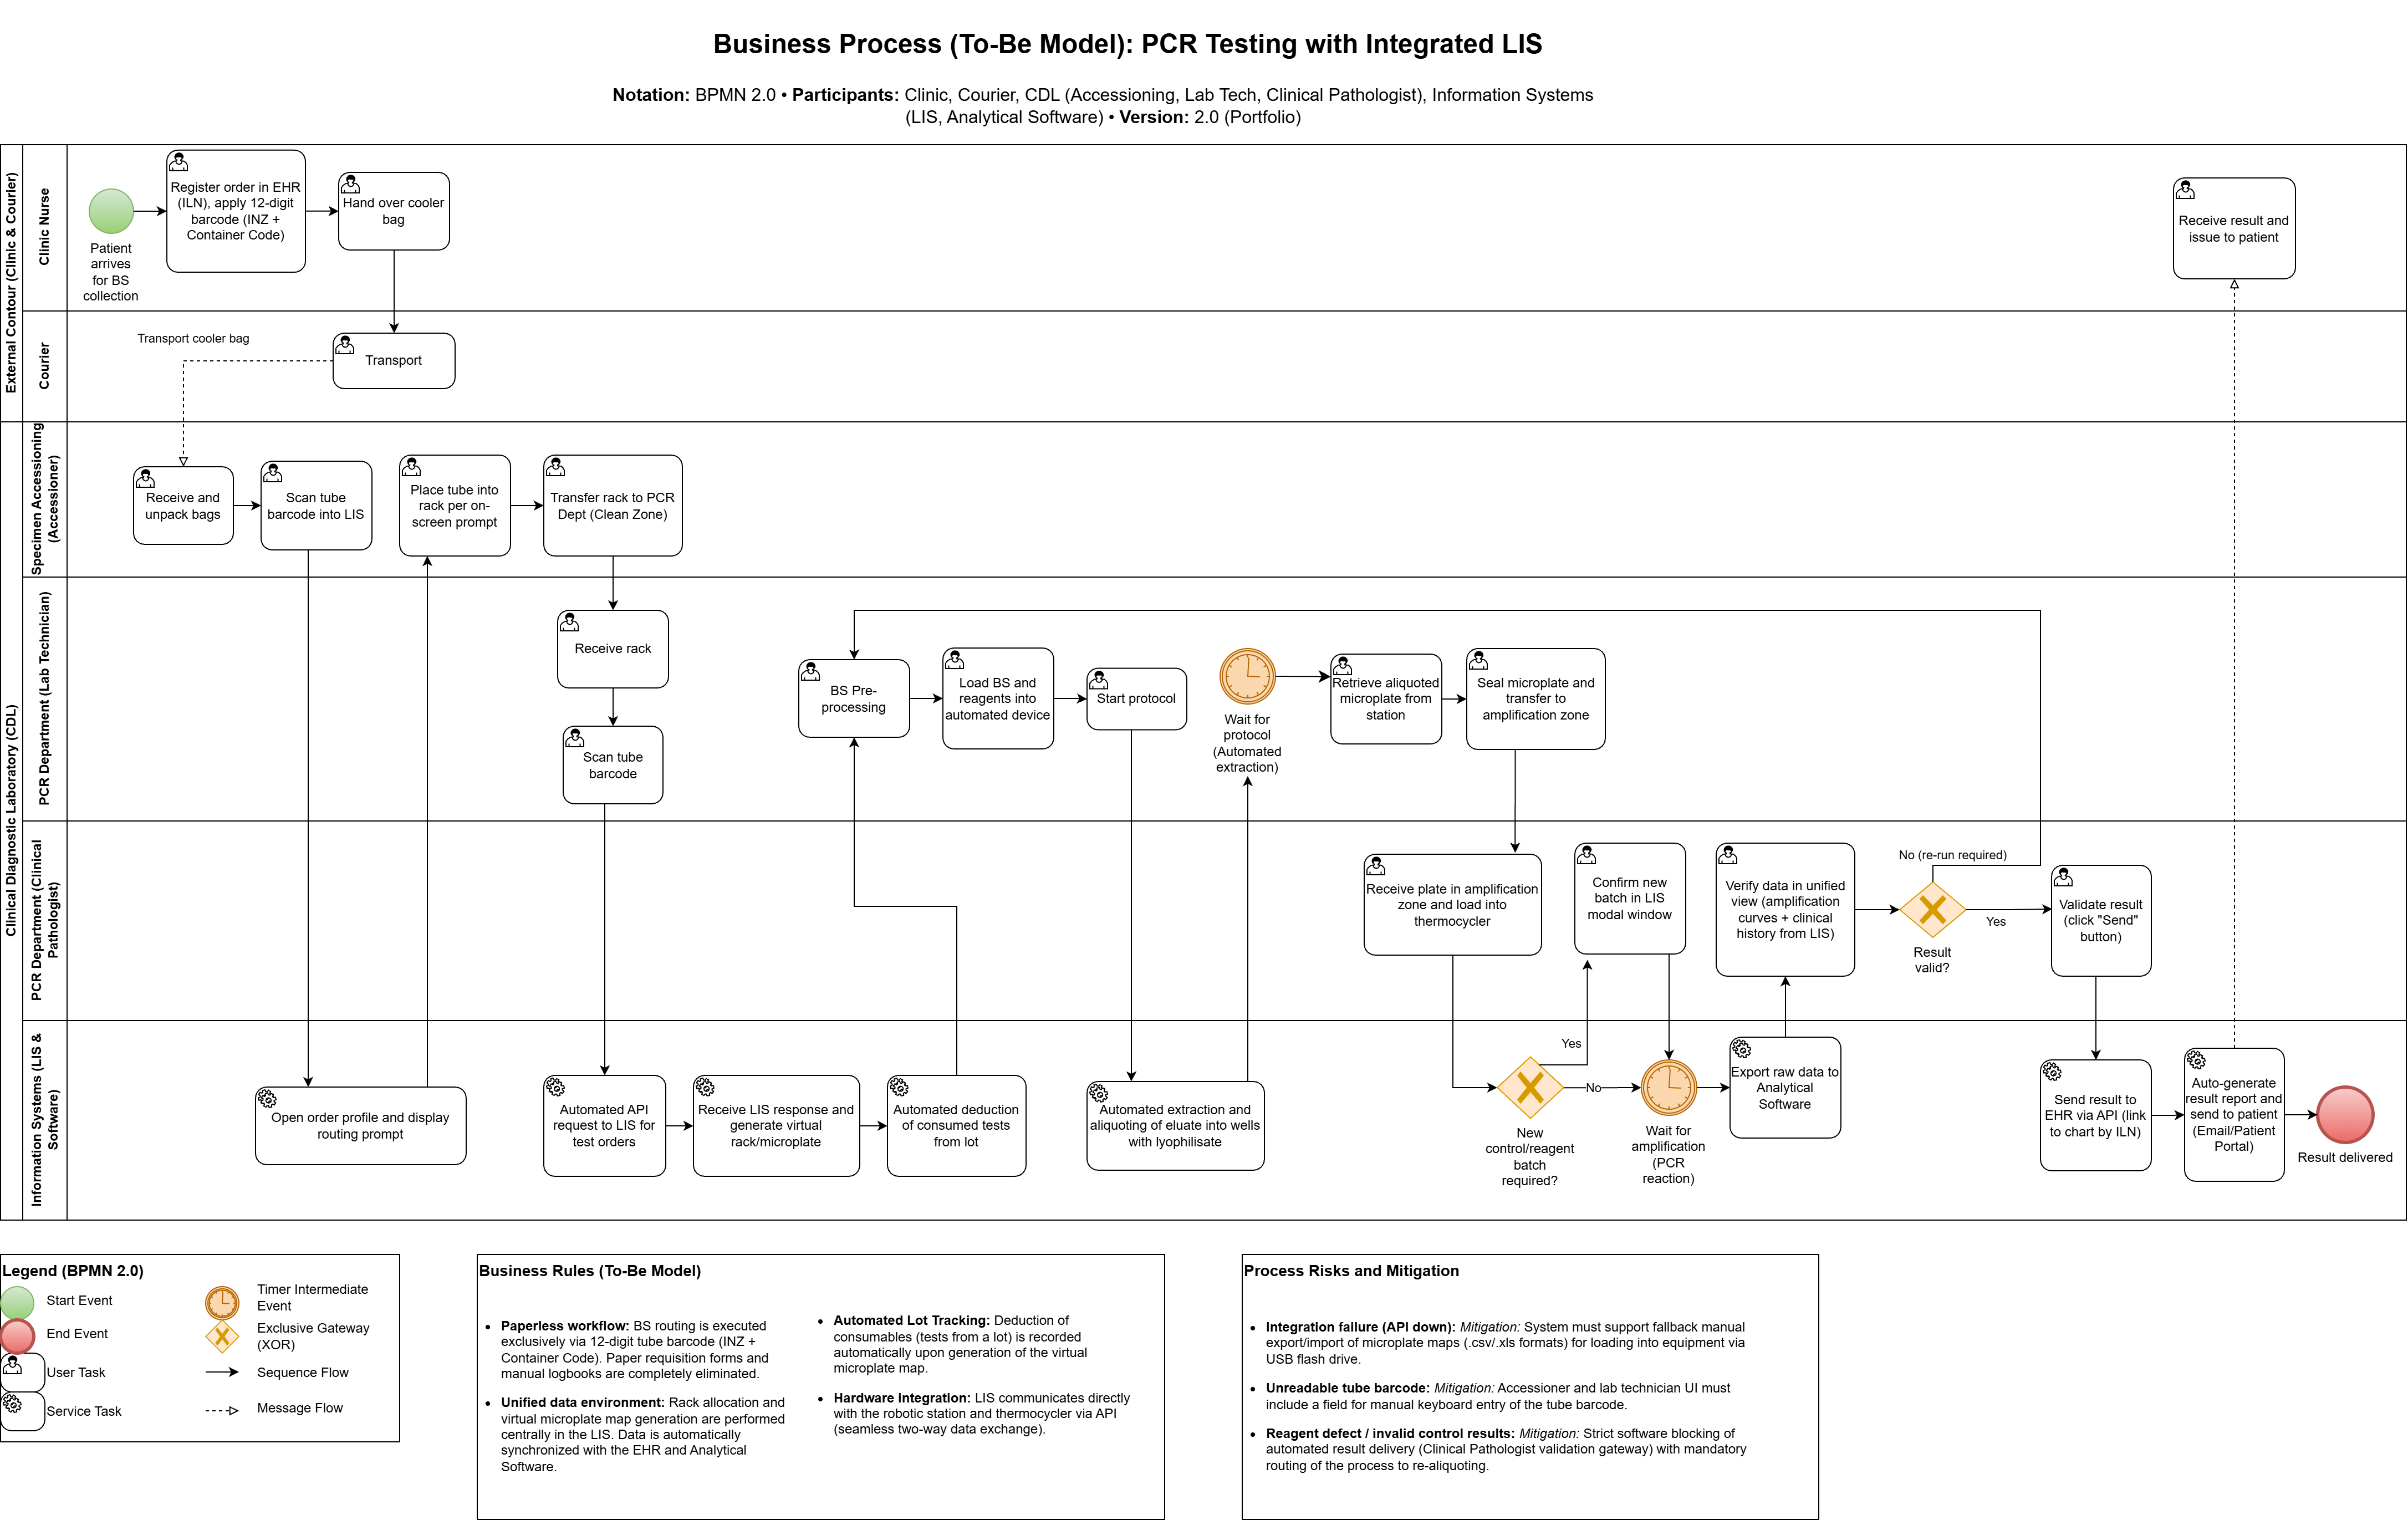 Business Process (To-Be Model): PCR Testing with Integrated LIS
Notation: BPMN 2.0 • Participants: Clinic, Courier, CDL (Accessioning, Lab Tech, Clinical Pathologist), Information Systems
(LIS, Analytical Software) • Version: 2.0 (Portfolio)
External Contour (Clinic & Courier)
Clinic Nurse
Patient
arrives
for BS
collection
Register order in EHR
(ILN), apply 12-digit
barcode (INZ +
Container Code)
Hand over cooler
bag
Receive result and
issue to patient
Courier
Transport cooler bag
Transport
Clinical Diagnostic Laboratory (CDL)
Specimen Accessioning
(Accessioner)
Receive and
unpack bags
Scan tube
barcode into LIS
Place tube into
rack per on-
screen prompt
Transfer rack to PCR
Dept (Clean Zone)
PCR Department (Lab Technician)
Receive rack
Scan tube
barcode
BS Pre-
processing
Load BS and
reagents into
automated device
Start protocol
Wait for
protocol
(Automated
extraction)
Retrieve aliquoted
microplate from
station
Seal microplate and
transfer to
amplification zone
PCR Department (Clinical
Pathologist)
Receive plate in amplification
zone and load into
thermocycler
Confirm new
batch in LIS
modal window
Verify data in unified
view (amplification
curves + clinical
history from LIS)
No (re-run required)
Result
valid?
Yes
Validate result
(click "Send"
button)
Information Systems (LIS &
Software)
Open order profile and display
routing prompt
Automated API
request to LIS for
test orders
Receive LIS response and
generate virtual
rack/microplate
Automated deduction
of consumed tests
from lot
Automated extraction and
aliquoting of eluate into wells
with lyophilisate
Yes
No
New
control/reagent
batch
required?
Wait for
amplification
(PCR
reaction)
Export raw data to
Analytical
Software
Send result to
EHR via API (link
to chart by ILN)
Auto-generate
result report and
send to patient
(Email/Patient
Portal)
Result delivered
Legend (BPMN 2.0)
Start Event
End Event
User Task
Service Task
Timer Intermediate
Event
Exclusive Gateway
(XOR)
Sequence Flow
Message Flow
Business Rules (To-Be Model)
• Paperless workflow: BS routing is executed
exclusively via 12-digit tube barcode (INZ +
Container Code). Paper requisition forms and
manual logbooks are completely eliminated.
• Unified data environment: Rack allocation and
virtual microplate map generation are performed
centrally in the LIS. Data is automatically
synchronized with the EHR and Analytical
Software.
• Automated Lot Tracking: Deduction of
consumables (tests from a lot) is recorded
automatically upon generation of the virtual
microplate map.
• Hardware integration: LIS communicates directly
with the robotic station and thermocycler via API
(seamless two-way data exchange).
Process Risks and Mitigation
• Integration failure (API down): Mitigation: System must support fallback manual
export/import of microplate maps (.csv/.xls formats) for loading into equipment via
USB flash drive.
• Unreadable tube barcode: Mitigation: Accessioner and lab technician UI must
include a field for manual keyboard entry of the tube barcode.
• Reagent defect / invalid control results: Mitigation: Strict software blocking of
automated result delivery (Clinical Pathologist validation gateway) with mandatory
routing of the process to re-aliquoting.